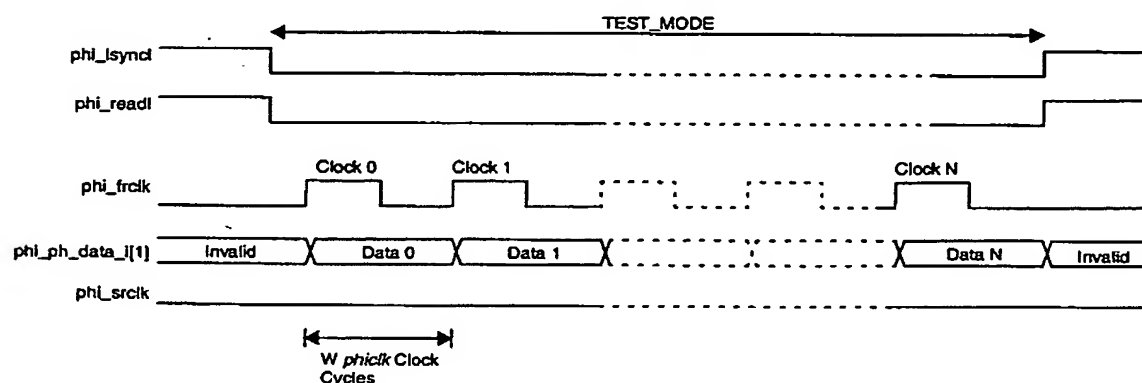 TEST_MODE
phi_lsyncl
phi_readl
Clock 0 Clock 1 Clock N
phi_frclk
phi_ph_data_i[1] Invalid Data 0 Data 1 Data N Invalid
phi_srclk
W phiclk Clock
Cycles